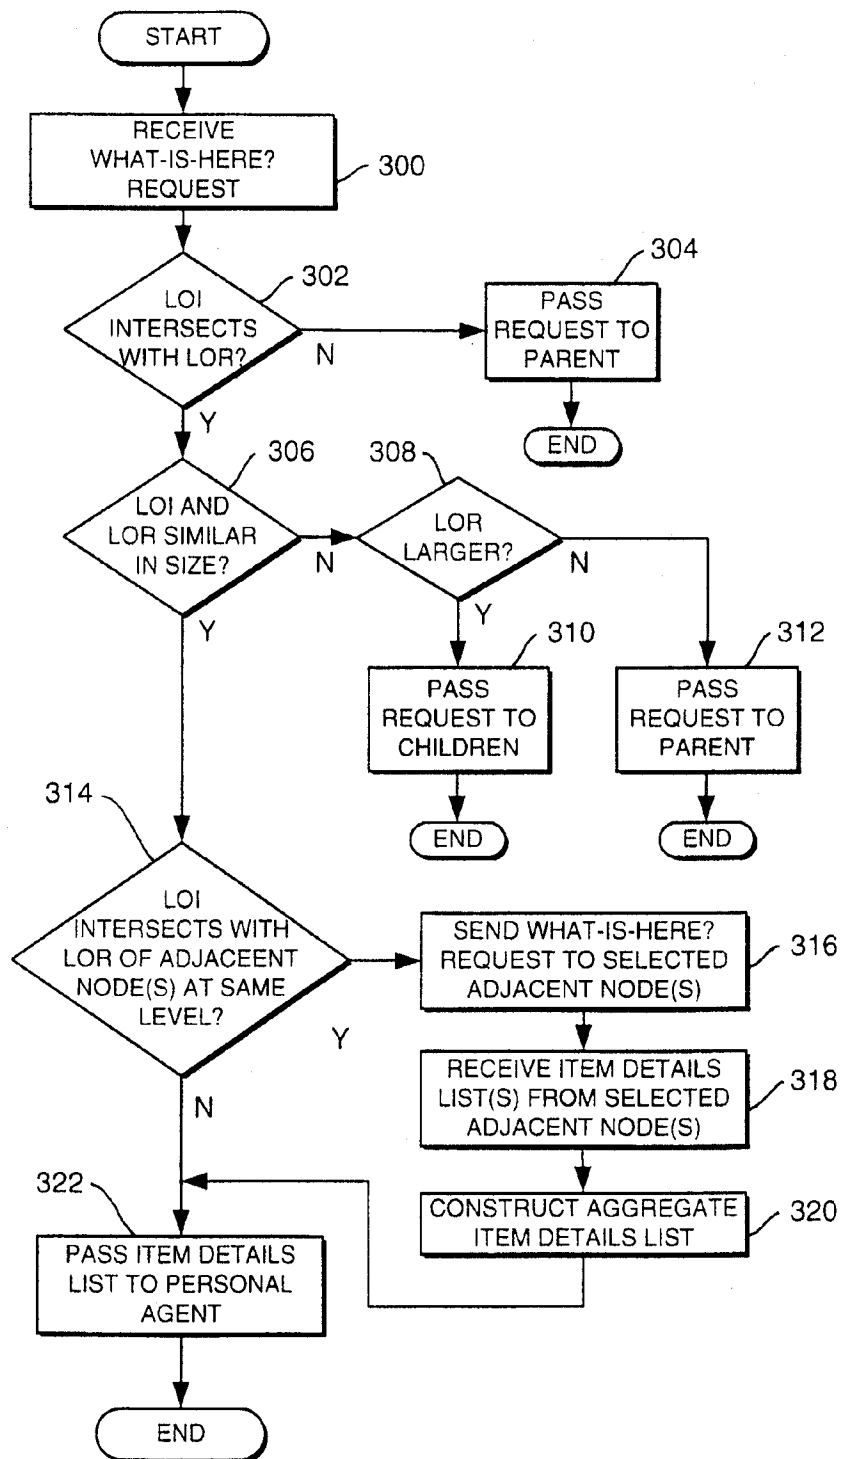 START
RECEIVE
WHAT-IS-HERE?
REQUEST
300
302
LOI
INTERSECTS
WITH LOR?
N
Y
304
PASS
REQUEST TO
PARENT
END
306
LOI AND
LOR SIMILAR
IN SIZE?
N
Y
308
LOR
LARGER?
N
Y
310
PASS
REQUEST TO
CHILDREN
END
312
PASS
REQUEST TO
PARENT
END
314
LOI
INTERSECTS WITH
LOR OF ADJACEENT
NODE(S) AT SAME
LEVEL?
Y
N
SEND WHAT-IS-HERE?
REQUEST TO SELECTED
ADJACENT NODE(S)
316
RECEIVE ITEM DETAILS
LIST(S) FROM SELECTED
ADJACENT NODE(S)
318
CONSTRUCT AGGREGATE
ITEM DETAILS LIST
320
322
PASS ITEM DETAILS
LIST TO PERSONAL
AGENT
END